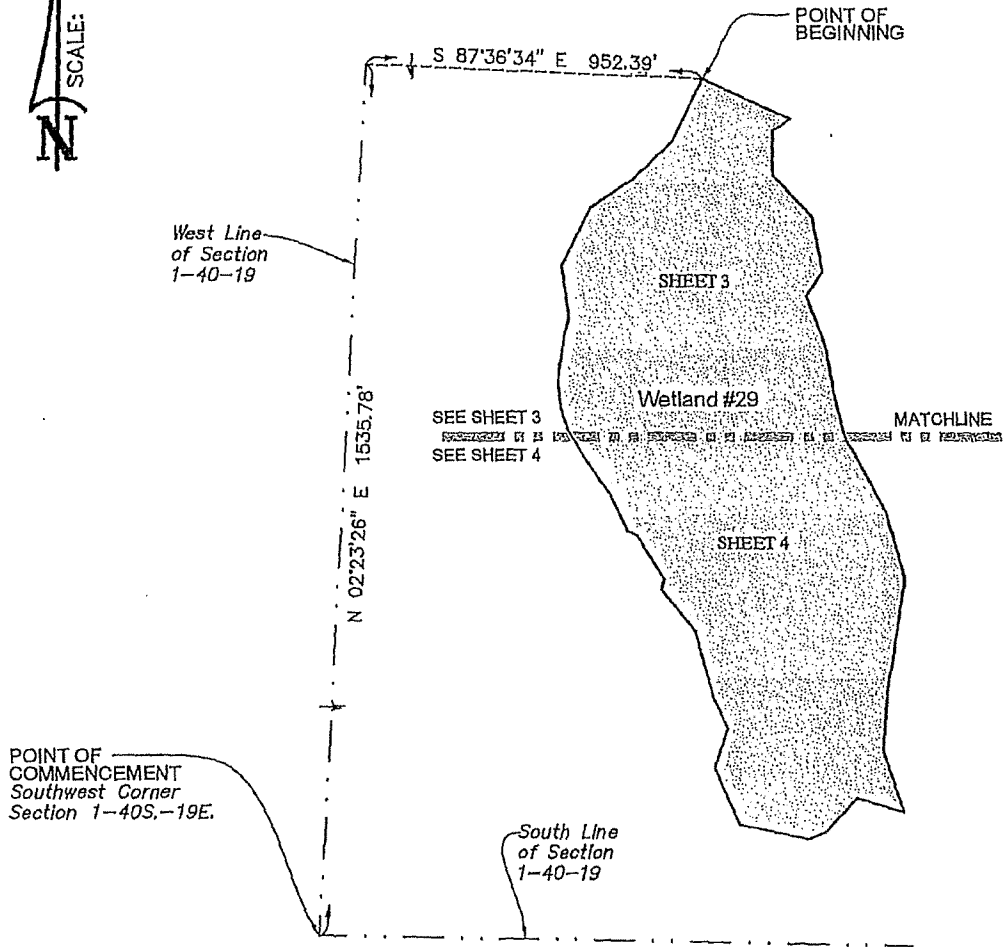 SCALE:
N
POINT OF
BEGINNING
S 87°36'34" E 952.39'
West Line
of Section
1-40-19
SHEET 3
Wetland #29
SEE SHEET 3
MATCHLINE
SEE SHEET 4
N 02°23'26" E 1535.78'
SHEET 4
POINT OF
COMMENCEMENT
Southwest Corner
Section 1-40S.-19E.
South Line
of Section
1-40-19